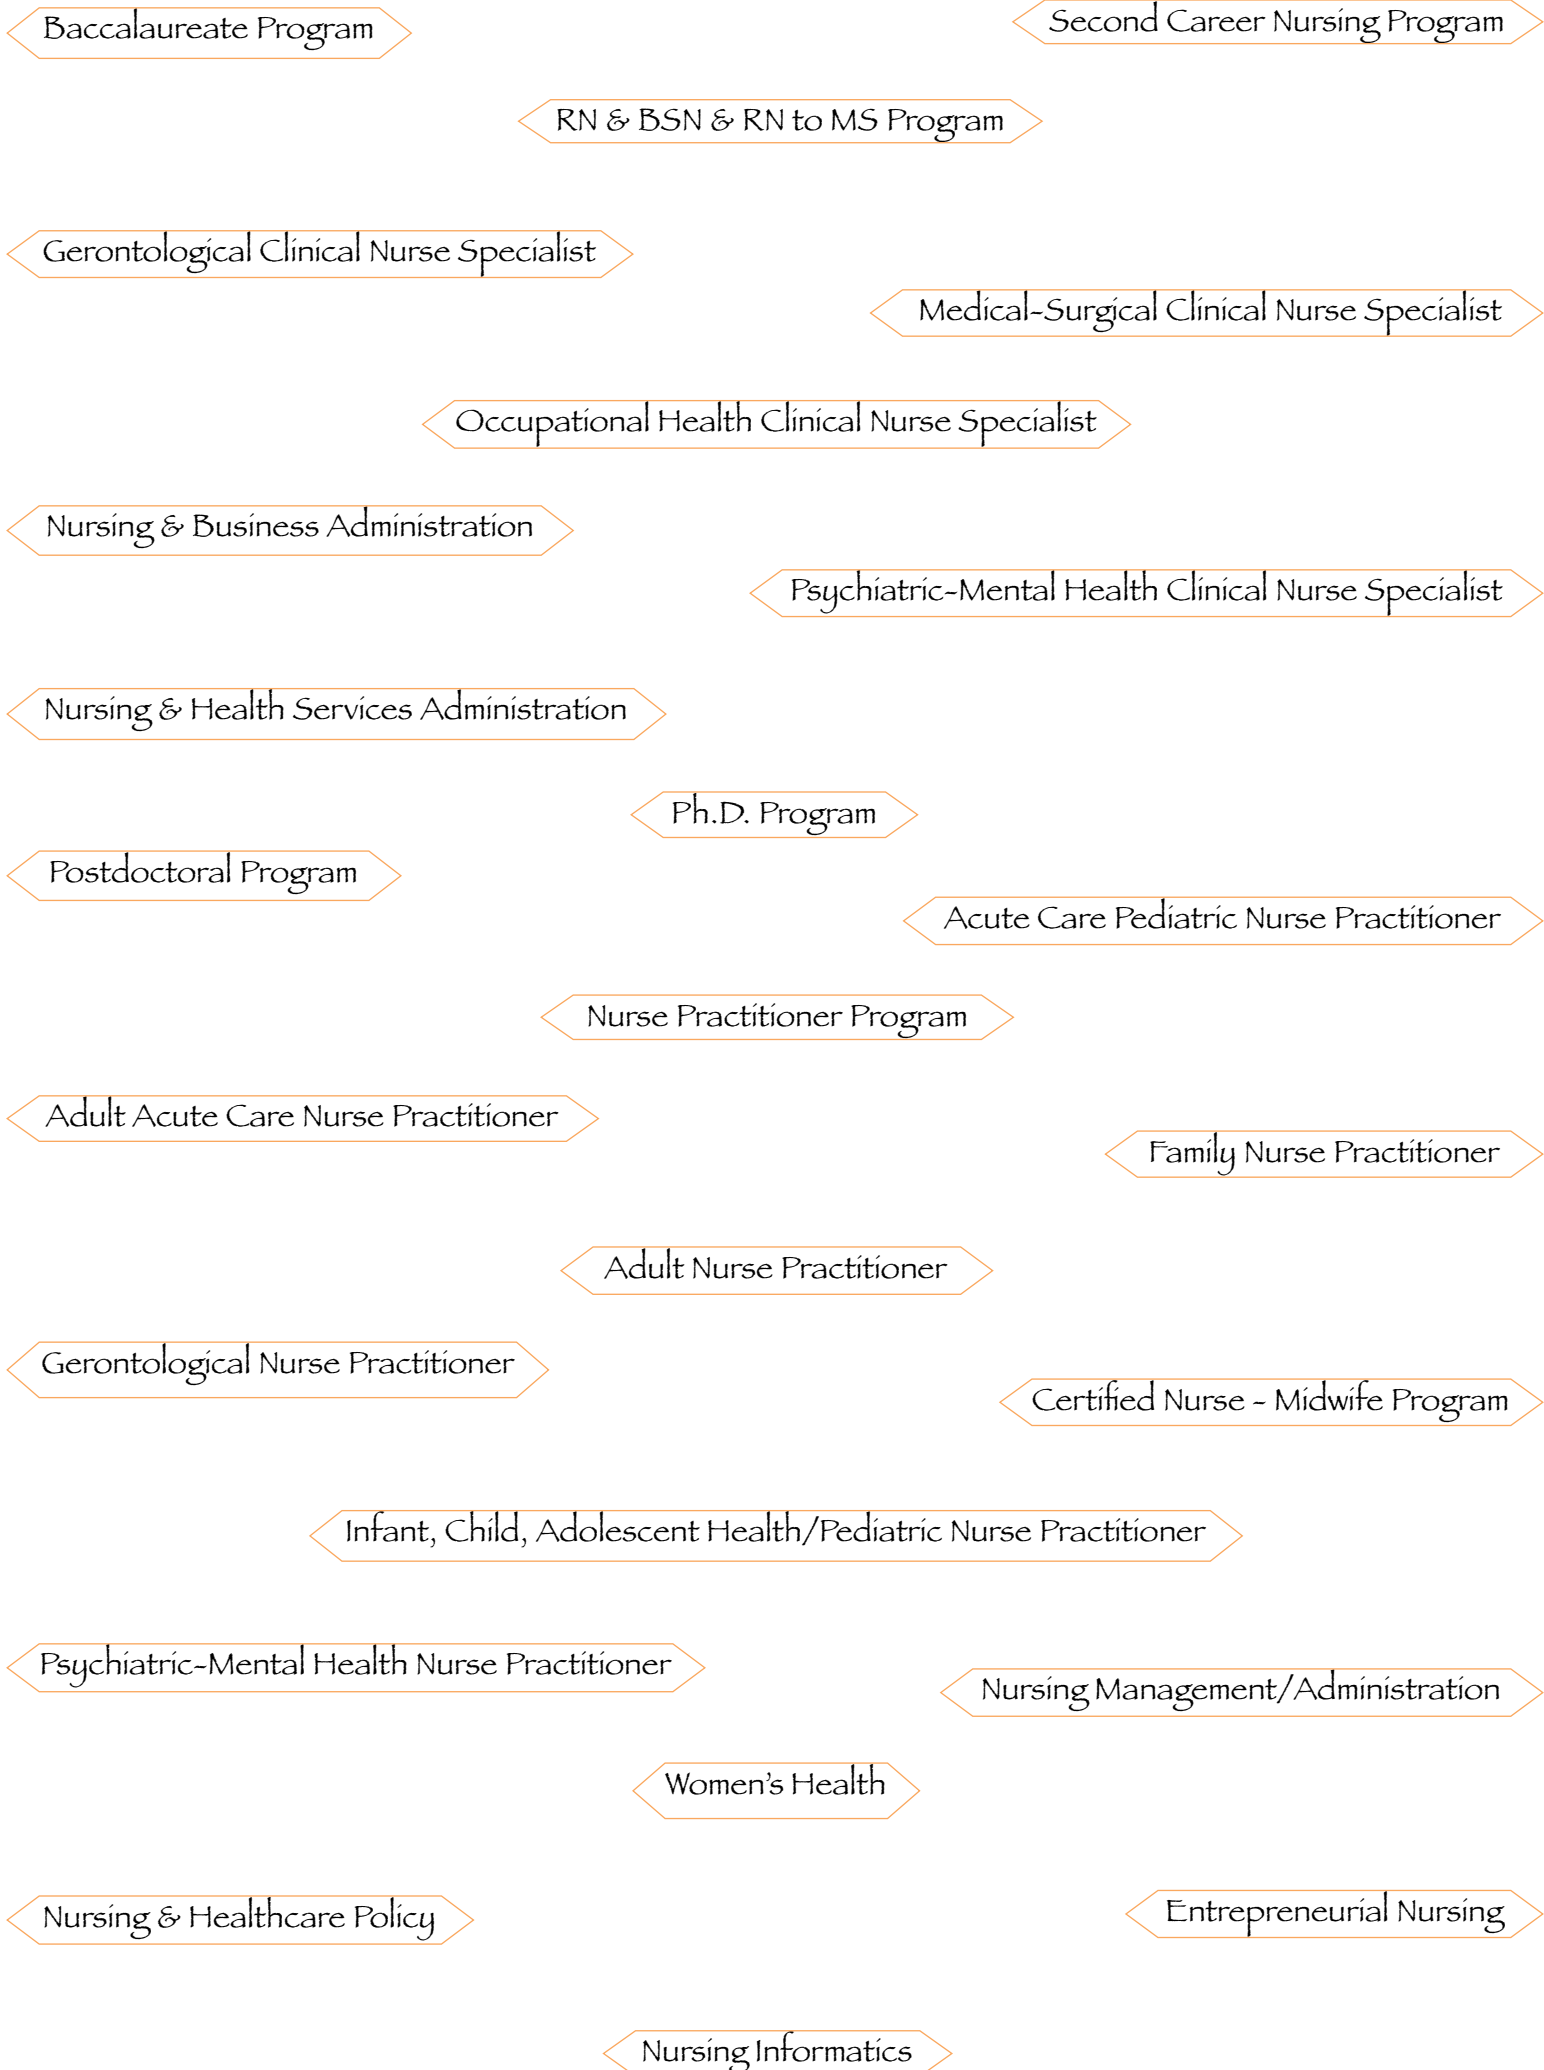 Baccalaureate Program
Second Career Nursing Program
RN & BSN & RN to MS Program
Gerontological Clinical Nurse Specialist
Medical-Surgical Clinical Nurse Specialist
Occupational Health Clinical Nurse Specialist
Nursing & Business Administration
Psychiatric-Mental Health Clinical Nurse Specialist
Nursing & Health Services Administration
Ph.D. Program
Postdoctoral Program
Acute Care Pediatric Nurse Practitioner
Nurse Practitioner Program
Adult Acute Care Nurse Practitioner
Family Nurse Practitioner
Adult Nurse Practitioner
Gerontological Nurse Practitioner
Certified Nurse - Midwife Program
Infant, Child, Adolescent Health/Pediatric Nurse Practitioner
Psychiatric-Mental Health Nurse Practitioner
Nursing Management/Administration
Women's Health
Nursing & Healthcare Policy
Entrepreneurial Nursing
Nursing Informatics